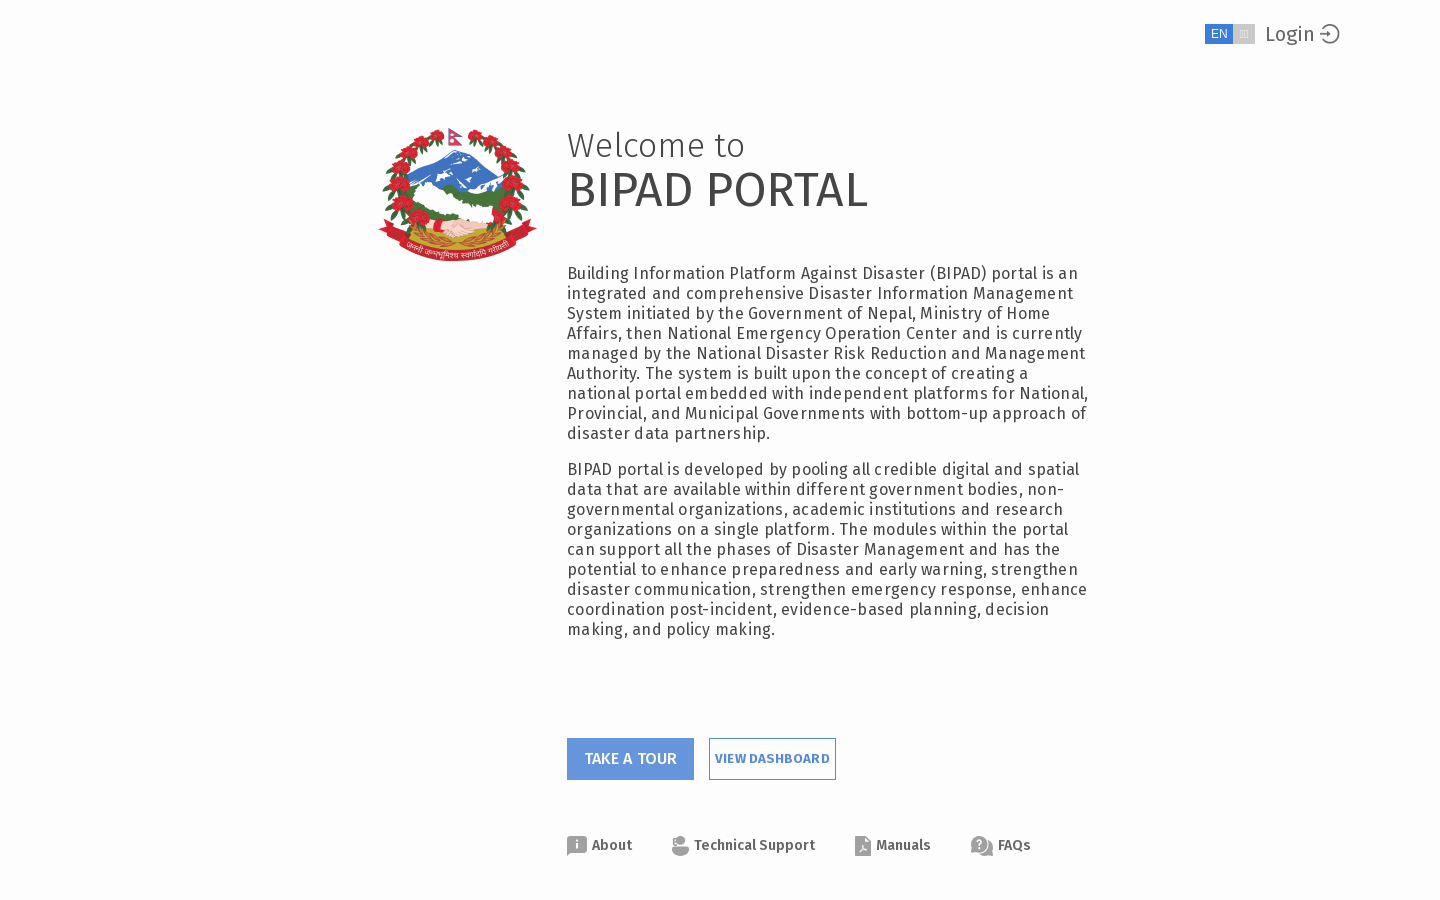 EN
Login
जननी जन्मभूमिश्च स्वर्गादपि गरीयसी
Welcome to
BIPAD PORTAL
Building Information Platform Against Disaster (BIPAD) portal is an
integrated and comprehensive Disaster Information Management
System initiated by the Government of Nepal, Ministry of Home
Affairs, then National Emergency Operation Center and is currently
managed by the National Disaster Risk Reduction and Management
Authority. The system is built upon the concept of creating a
national portal embedded with independent platforms for National,
Provincial, and Municipal Governments with bottom-up approach of
disaster data partnership.
BIPAD portal is developed by pooling all credible digital and spatial
data that are available within different government bodies, non-
governmental organizations, academic institutions and research
organizations on a single platform. The modules within the portal
can support all the phases of Disaster Management and has the
potential to enhance preparedness and early warning, strengthen
disaster communication, strengthen emergency response, enhance
coordination post-incident, evidence-based planning, decision
making, and policy making.
TAKE A TOUR
VIEW DASHBOARD
About
Technical Support
Manuals
FAQs